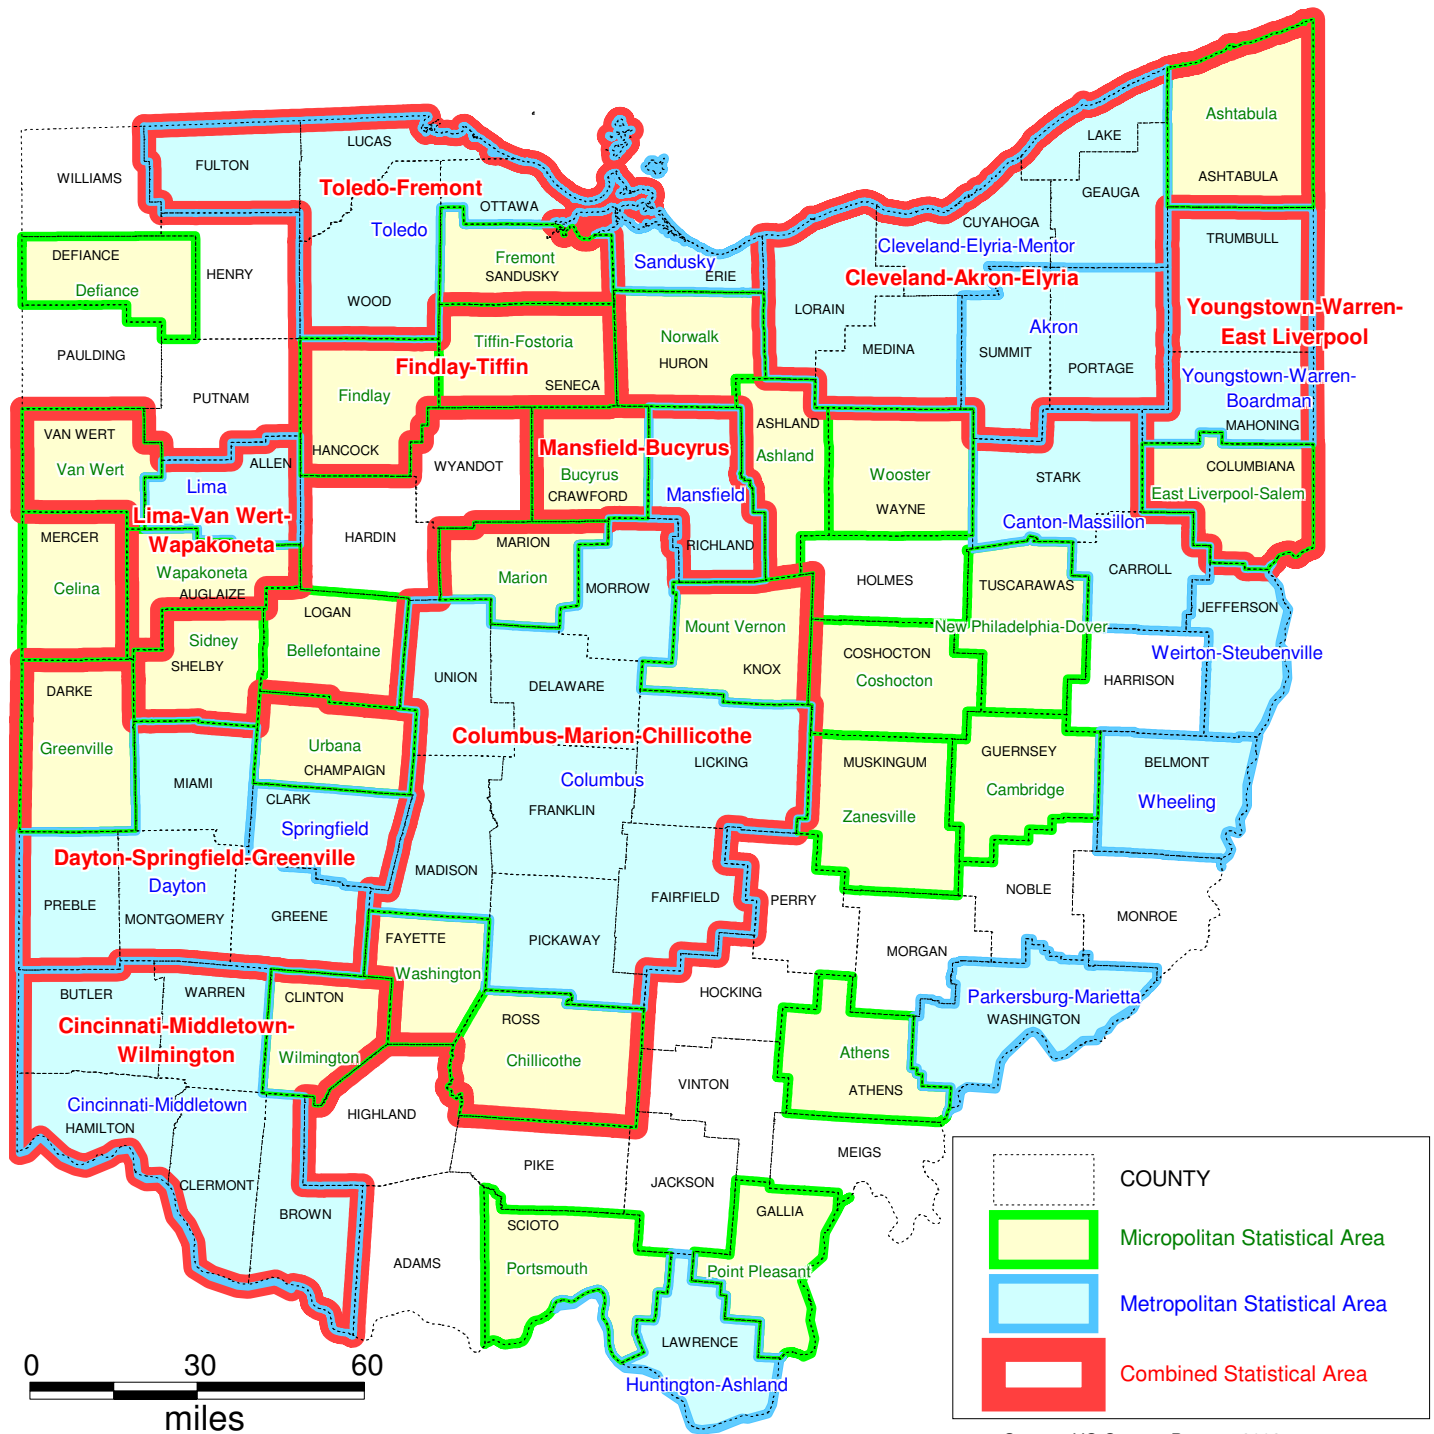 Ashtabula
LAKE
LUCAS
FULTON
ASHTABULA
WILLIAMS
Toledo-Fremont
GEAUGA
OTTAWA
CUYAHOGA
Toledo
TRUMBULL
Cleveland-Elyria-Mentor
DEFIANCE
Fremont
Sandusky
HENRY
SANDUSKY
ERIE
Cleveland-Akron-Elyria
Defiance
WOOD
LORAIN
Youngstown-Warren-
East Liverpool
Akron
Norwalk
Tiffin-Fostoria
MEDINA
SUMMIT
PAULDING
HURON
Findlay-Tiffin
PORTAGE
Youngstown-Warren-
Boardman
SENECA
Findlay
PUTNAM
ASHLAND
MAHONING
VAN WERT
HANCOCK
Mansfield-Bucyrus
Ashland
Van Wert
ALLEN
WYANDOT
Bucyrus
Wooster
COLUMBIANA
STARK
Lima
CRAWFORD
Mansfield
East Liverpool-Salem
WAYNE
Lima-Van Wert-
Wapakoneta
Canton-Massillon
MERCER
HARDIN
MARION
RICHLAND
Wapakoneta
CARROLL
Marion
HOLMES
Celina
MORROW
TUSCARAWAS
AUGLAIZE
JEFFERSON
LOGAN
Mount Vernon
New Philadelphia-Dover
Sidney
Bellefontaine
COSHOCTON
Weirton-Steubenville
SHELBY
KNOX
UNION
Coshocton
HARRISON
DELAWARE
DARKE
Columbus-Marion-Chillicothe
Greenville
Urbana
GUERNSEY
CHAMPAIGN
LICKING
MUSKINGUM
BELMONT
MIAMI
Columbus
Cambridge
CLARK
Wheeling
FRANKLIN
Zanesville
Springfield
Dayton-Springfield-Greenville
MADISON
Dayton
NOBLE
FAIRFIELD
PERRY
PREBLE
MONTGOMERY
GREENE
MONROE
FAYETTE
PICKAWAY
MORGAN
Washington
BUTLER
WARREN
HOCKING
CLINTON
Parkersburg-Marietta
WASHINGTON
ROSS
Cincinnati-Middletown-
Wilmington
Wilmington
Chillicothe
Athens
VINTON
ATHENS
Cincinnati-Middletown
HIGHLAND
HAMILTON
MEIGS
PIKE
CLERMONT
JACKSON
COUNTY
BROWN
GALLIA
SCIOTO
Micropolitan Statistical Area
ADAMS
Portsmouth
Point Pleasant
Metropolitan Statistical Area
LAWRENCE
0 30 60
miles
Huntington-Ashland
Combined Statistical Area